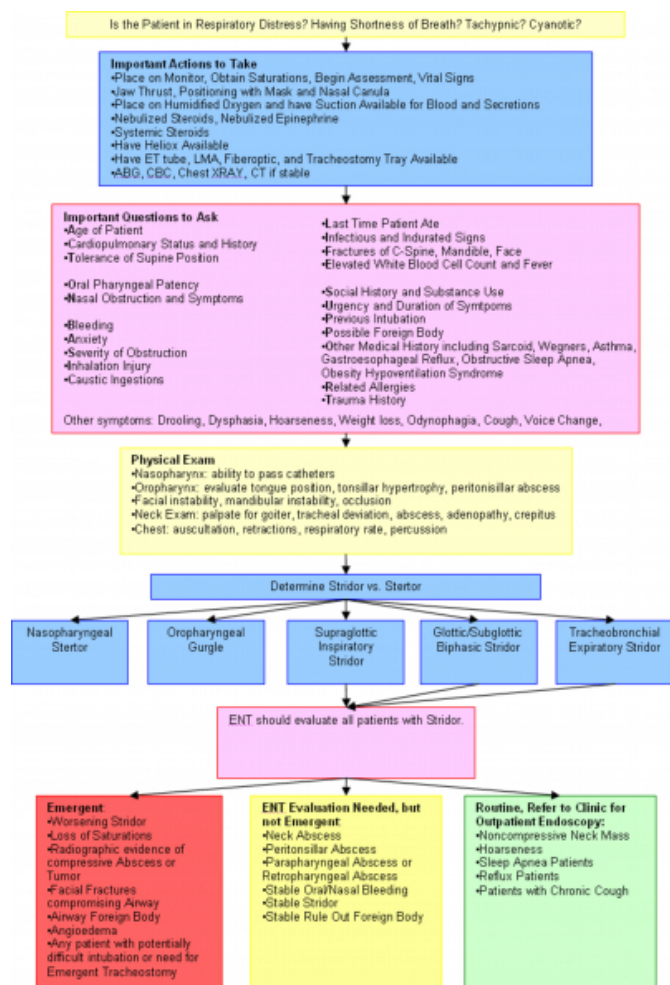 Is the Patient in Respiratory Distress? Having Shortness of Breath? Tachypnic? Cyanotic?
Important Actions to Take
•Place on Monitor, Obtain Saturations, Begin Assessment, Vital Signs
•Jaw Thrust, Positioning with Mask and Nasal Canula
•Place on Humidified Oxygen and have Suction Available for Blood and Secretions
•Nebulized Steroids, Nebulized Epinephrine
•Systemic Steroids
•Have Heliox Available
•Have ET tube, LMA, Fiberoptic, and Tracheostomy Tray Available
•ABG, CBC, Chest XRAY, CT if stable
Important Questions to Ask
•Age of Patient
•Cardiopulmonary Status and History
•Tolerance of Supine Position
•Oral Pharyngeal Patency
•Nasal Obstruction and Symptoms
•Bleeding
•Anxiety
•Severity of Obstruction
•Inhalation Injury
•Caustic Ingestions
•Last Time Patient Ate
•Infectious and Indurated Signs
•Fractures of C-Spine, Mandible, Face
•Elevated White Blood Cell Count and Fever
•Social History and Substance Use
•Urgency and Duration of Symtpoms
•Previous Intubation
•Possible Foreign Body
•Other Medical History including Sarcoid, Wegners, Asthma,
Gastroesophageal Reflux, Obstructive Sleep Apnea,
Obesity Hypoventilation Syndrome
•Related Allergies
•Trauma History
Other symptoms: Drooling, Dysphasia, Hoarseness, Weight loss, Odynophagia, Cough, Voice Change,
Physical Exam
•Nasopharynx: ability to pass catheters
•Oropharynx: evaluate tongue position, tonsillar hypertrophy, peritonisillar abscess
•Facial instability, mandibular instability, occlusion
•Neck Exam: palpate for goiter, tracheal deviation, abscess, adenopathy, crepitus
•Chest: auscultation, retractions, respiratory rate, percussion
Determine Stridor vs. Stertor
Nasopharyngeal
Stertor
Oropharyngeal
Gurgle
Supraglottic
Inspiratory
Stridor
Glottic/Subglottic
Biphasic Stridor
Tracheobronchial
Expiratory Stridor
ENT should evaluate all patients with Stridor.
Emergent:
•Worsening Stridor
•Loss of Saturations
•Radiographic evidence of
compressive Abscess or
Tumor
•Facial Fractures
compromising Airway
•Airway Foreign Body
•Angioedema
•Any patient with potentially
difficult intubation or need for
Emergent Tracheostomy
ENT Evaluation Needed, but
not Emergent:
•Neck Abscess
•Peritonsillar Abscess
•Parapharyngeal Abscess or
Retropharyngeal Abscess
•Stable Oral/Nasal Bleeding
•Stable Stridor
•Stable Rule Out Foreign Body
Routine, Refer to Clinic for
Outpatient Endoscopy:
•Noncompressive Neck Mass
•Hoarseness
•Sleep Apnea Patients
•Reflux Patients
•Patients with Chronic Cough